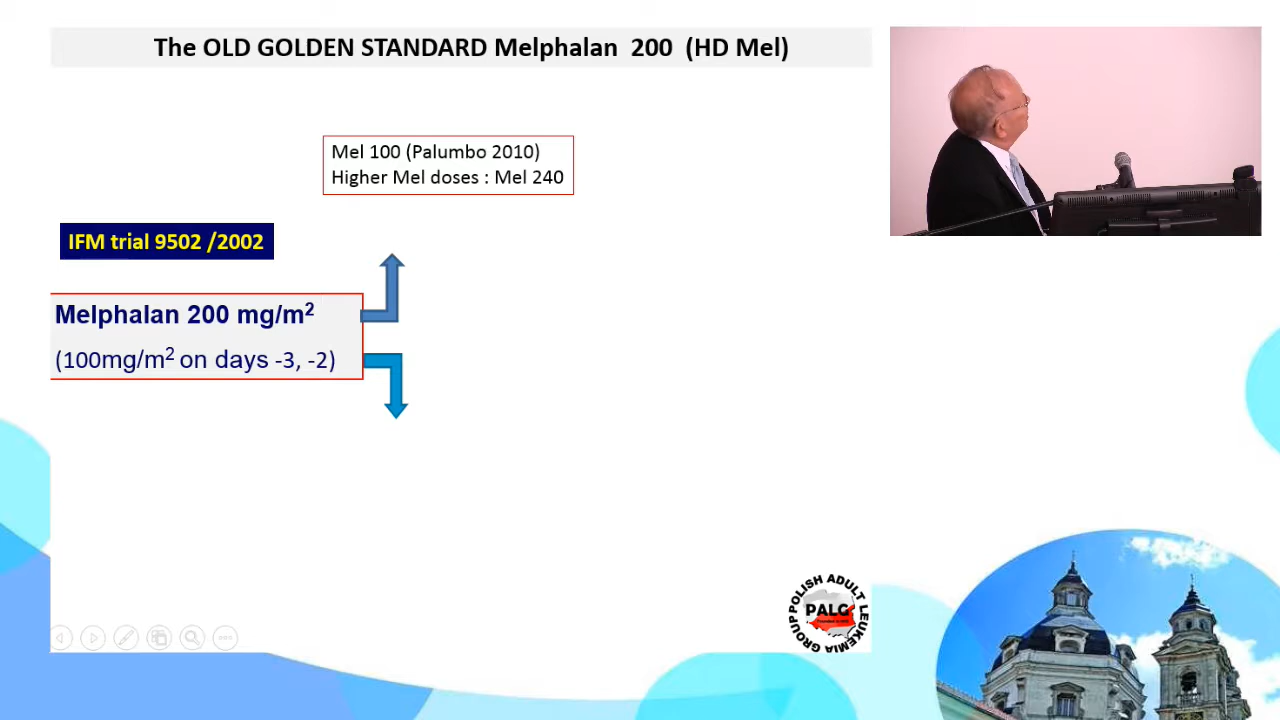 The OLD GOLDEN STANDARD Melphalan 200 (HD Mel)
Mel 100 (Palumbo 2010)
Higher Mel doses : Mel 240
IFM trial 9502 /2002
Melphalan 200 mg/m²
(100mg/m² on days -3, -2)
POLISH ADULT LEUKEMIA GROUP
PALG